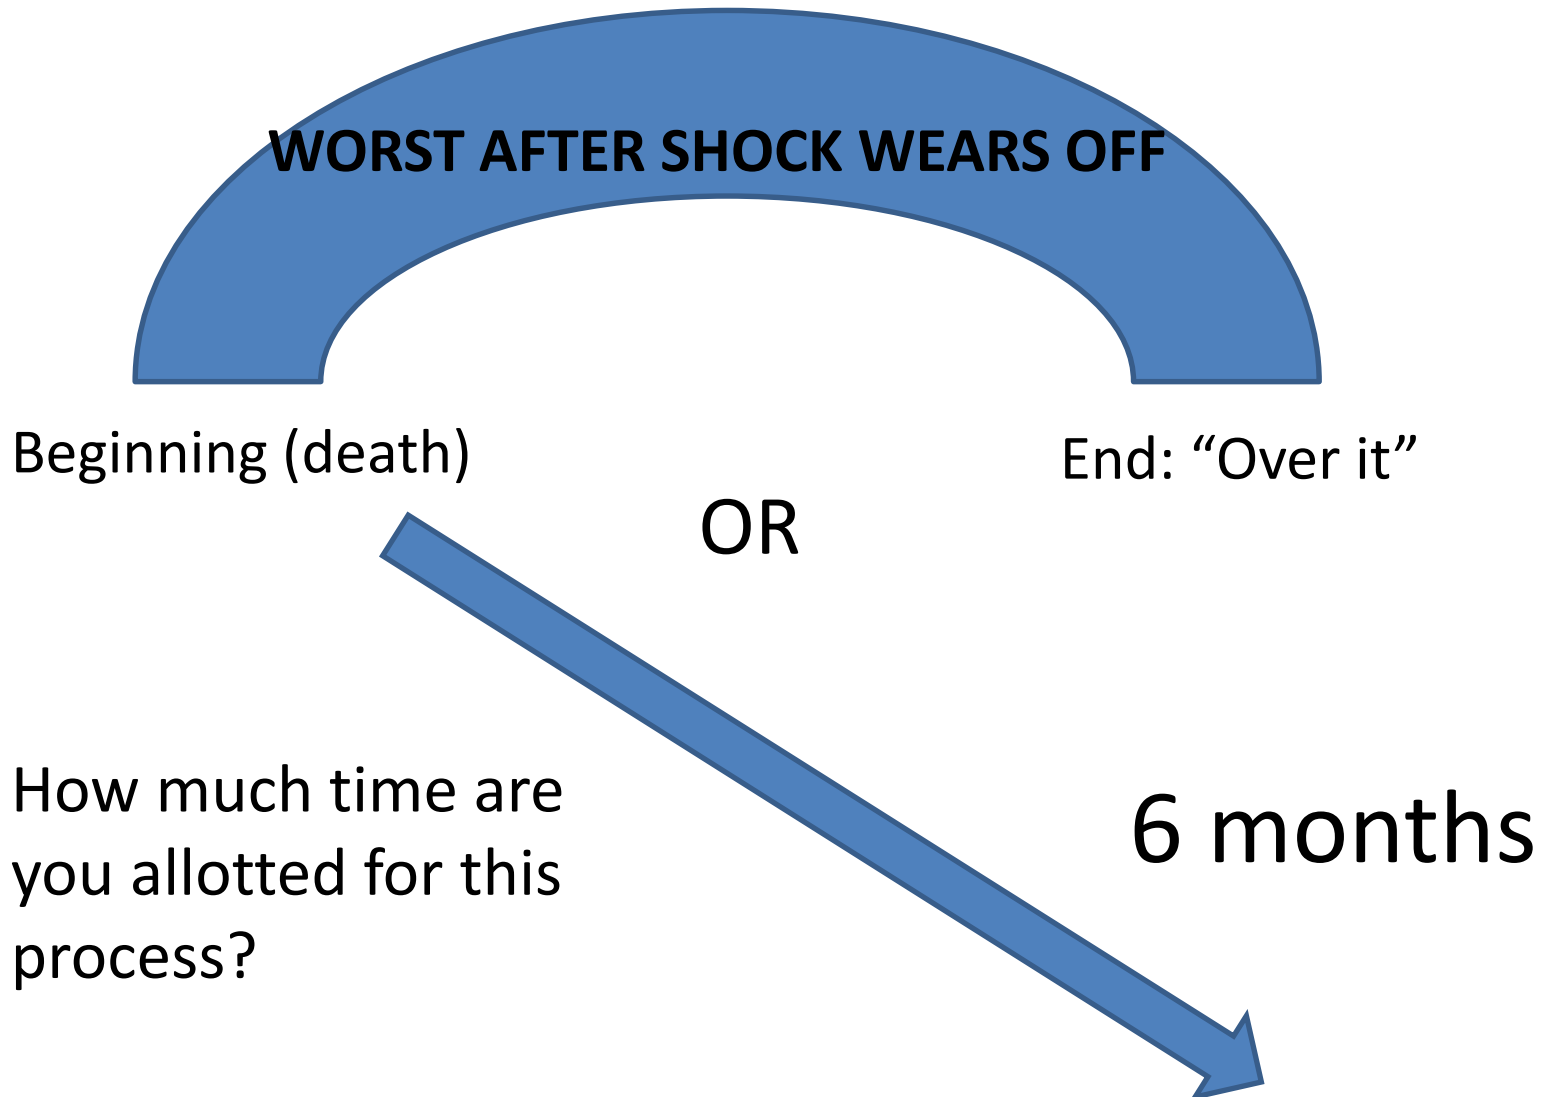 WORST AFTER SHOCK WEARS OFF
Beginning (death)
End: “Over it”
OR
How much time are
you allotted for this
process?
6 months